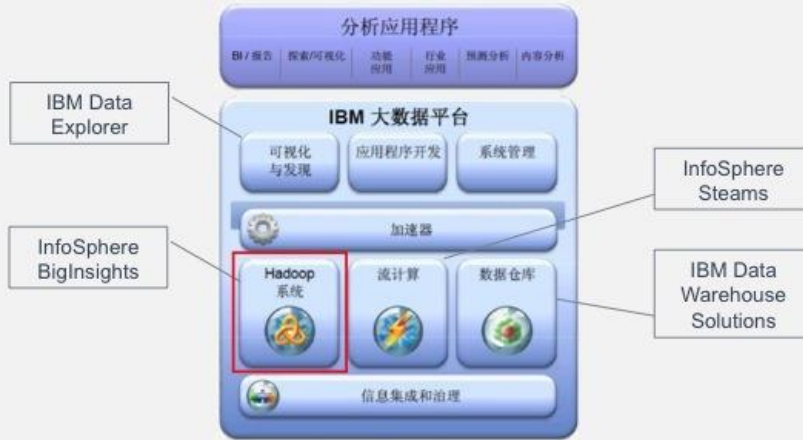 分析应用程序
BI / 报告 探索/可视化 功能 行业 预测分析 内容分析
应用 应用
IBM Data
Explorer
IBM 大数据平台
可视化 应用程序开发 系统管理
与发现
InfoSphere
Steams
加速器
InfoSphere
BigInsights
Hadoop 流计算 数据仓库
系统
IBM Data
Warehouse
Solutions
信息集成和治理